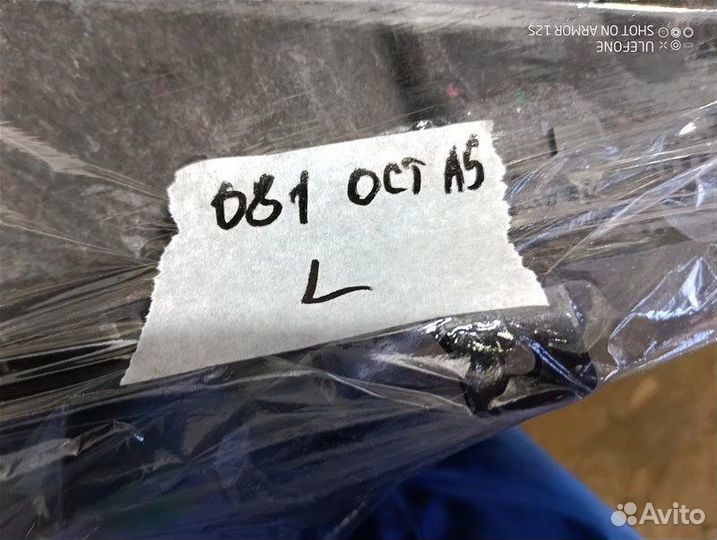 081 OCT A5
L
ULEFONE
SHOT ON ARMOR 12S
Avito